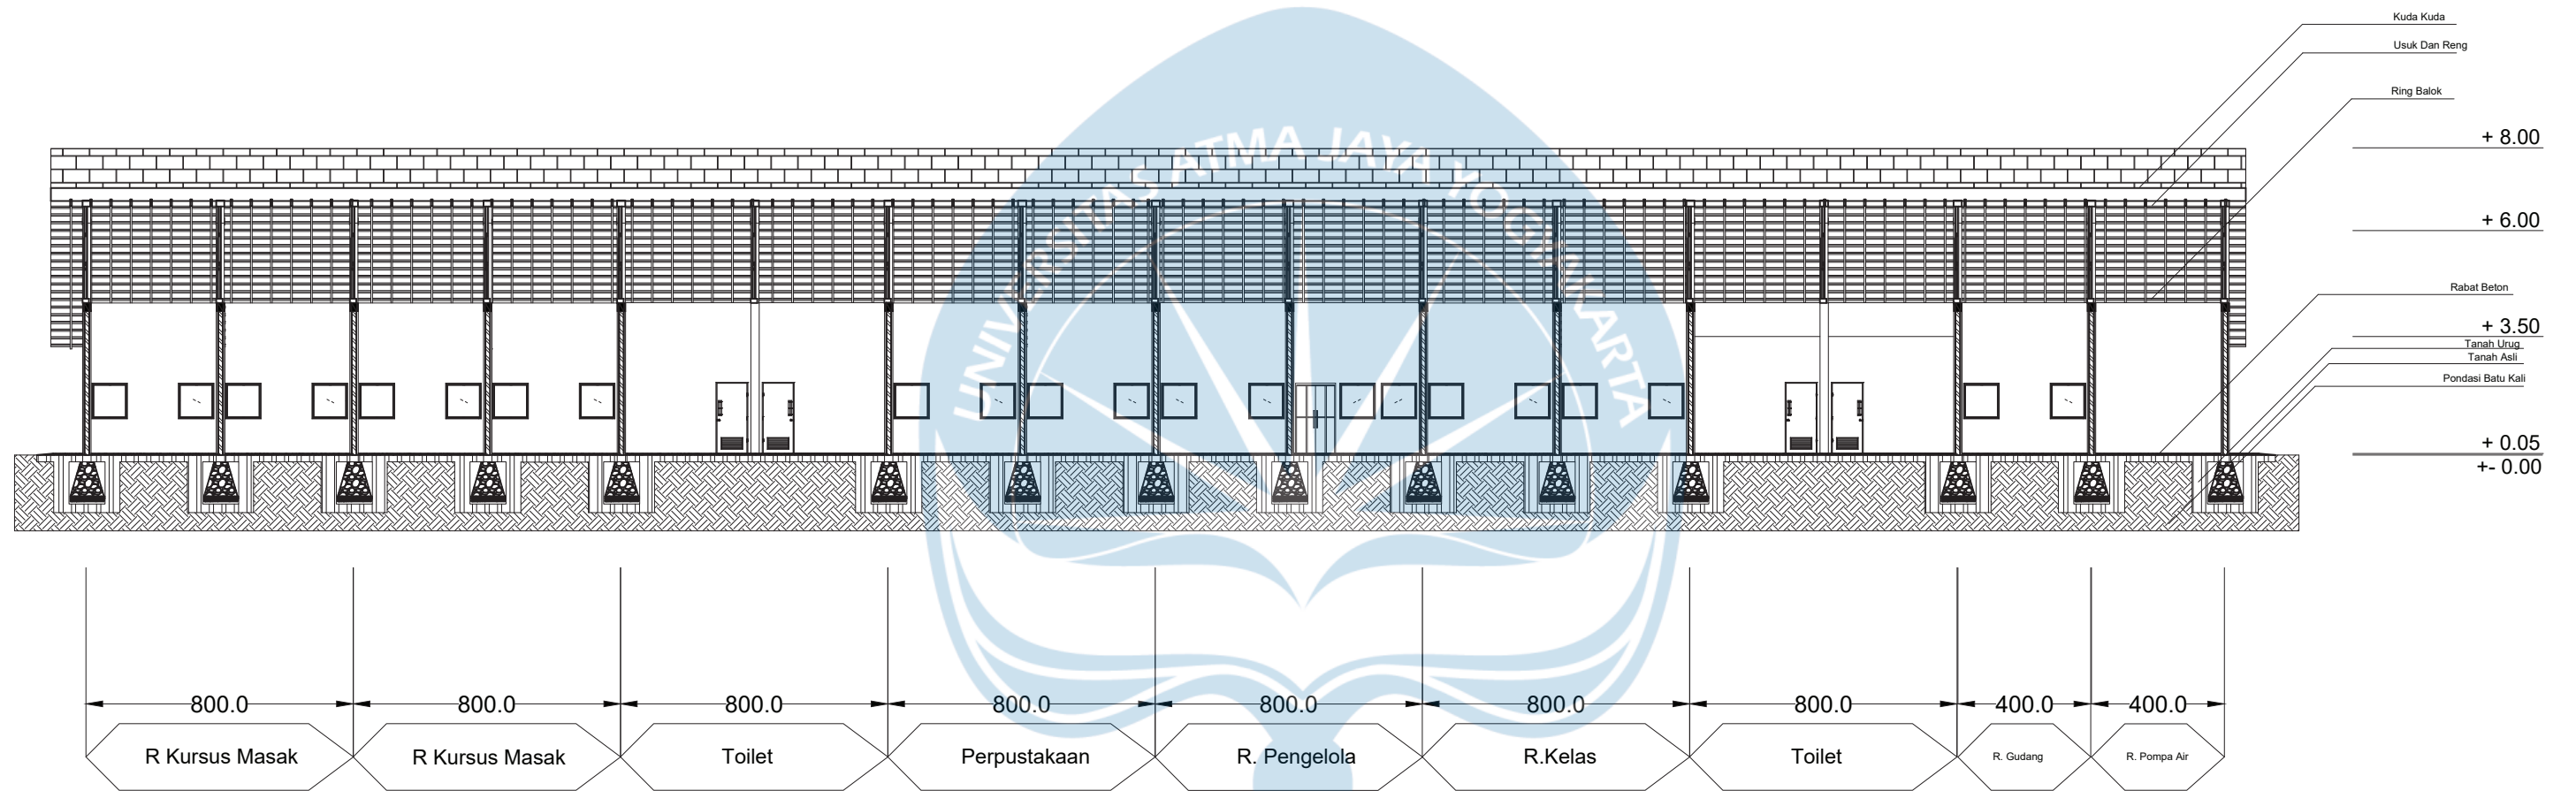 Kuda Kuda
Usuk Dan Reng
Ring Balok
+ 8.00
+ 6.00
Rabat Beton
+ 3.50
Tanah Urug
Tanah Asli
Pondasi Batu Kali
+ 0.05
+- 0.00
UNIVERSITAS ATMA JAYA YOGYAKARTA
800.0 800.0 800.0 800.0 800.0 800.0 800.0 400.0 400.0
R Kursus Masak R Kursus Masak Toilet Perpustakaan R. Pengelola R.Kelas Toilet R. Gudang R. Pompa Air